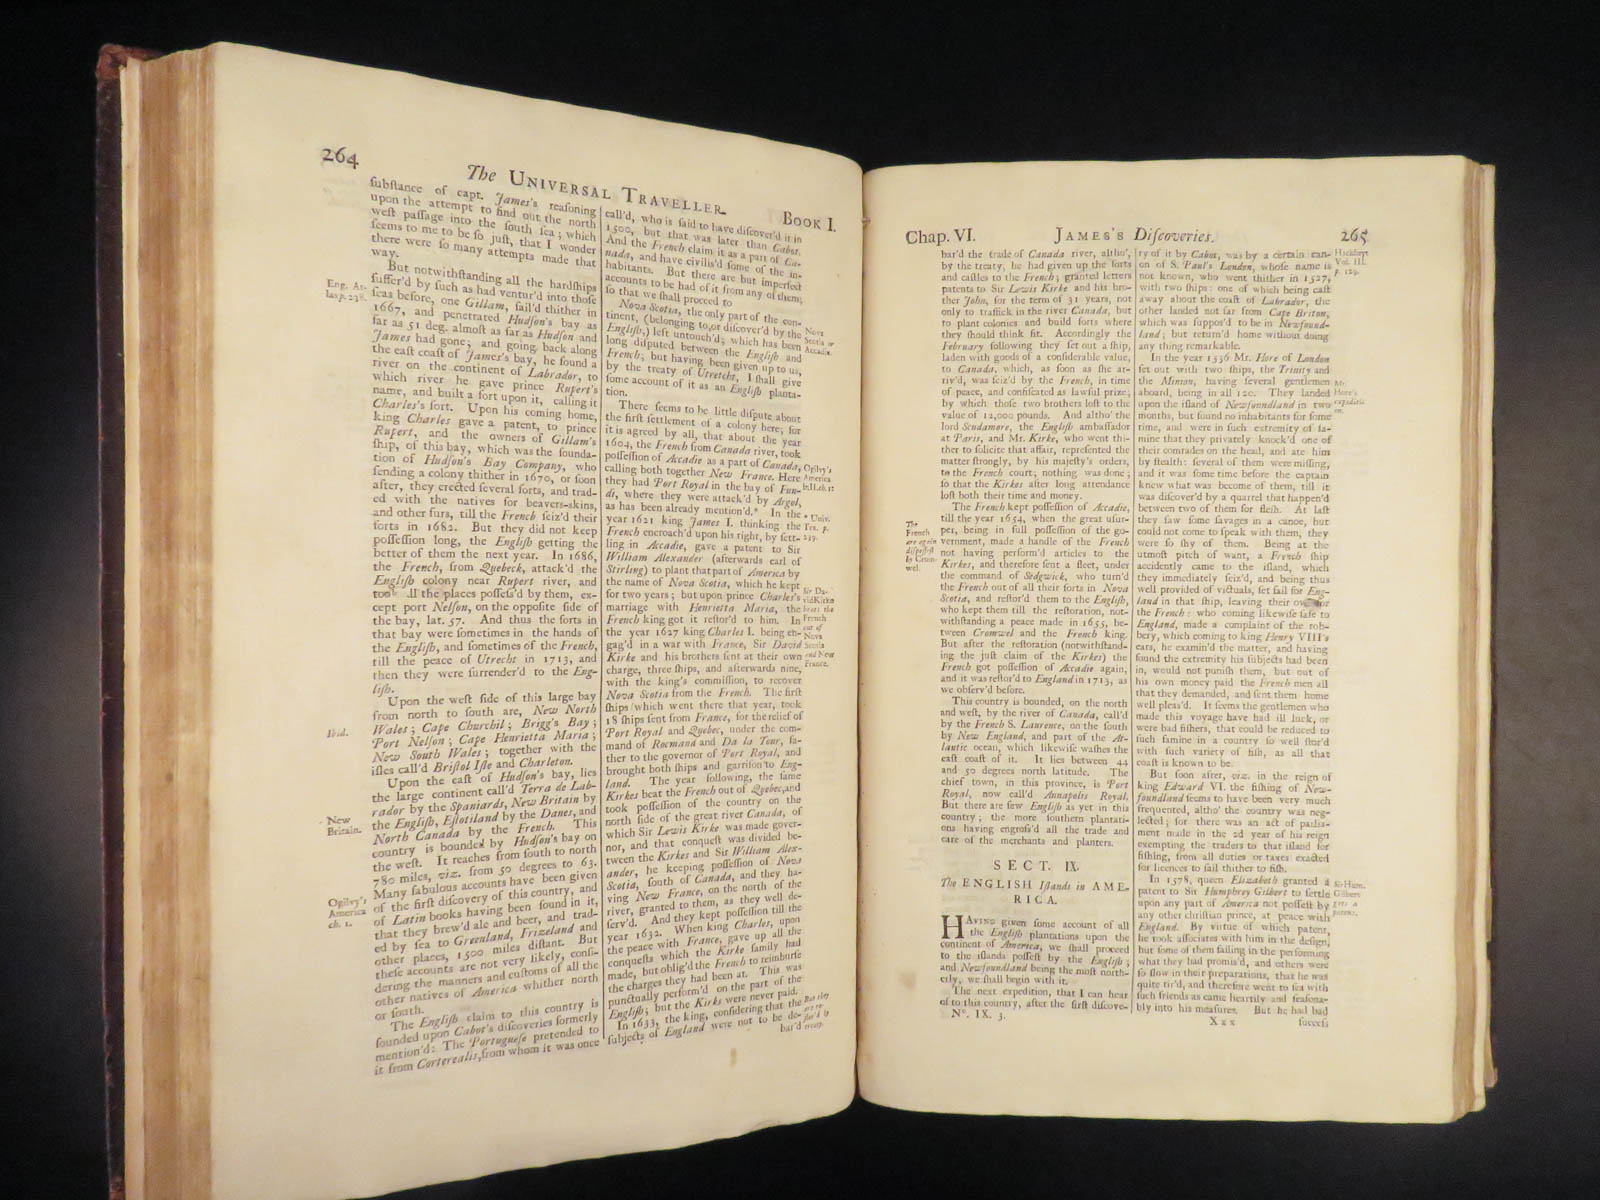 264
The UNIVERSAL TRAVELLER.
BOOK I.
ſubſtance of capt. James's reaſoning
upon the attempt to find out the north
weſt paſſage into the ſouth ſea; which
ſeems to me to be ſo juſt, that I wonder
there were ſo many attempts made that
way.
But notwithſtanding all the hardſhips
ſuffer'd by ſuch as had ventur'd into thoſe
ſeas before, one Gillam, ſail'd thither in
1667, and penetrated Hudſon's bay as
far as 51 deg. almoſt as far as Hudſon and
James had gone; and going back along
the eaſt coaſt of James's bay, he found a
river on the continent of Labrador, to
which river he gave prince Rupert's
name, and built a fort upon it, calling it
Charles's fort. Upon his coming home,
king Charles gave a patent, to prince
Rupert, and the owners of Gillam's
ſhip, of this bay, which was the founda-
tion of Hudſon's Bay Company, who
ſending a colony thither in 1670, or ſoon
after, they erected ſeveral forts, and trad-
ed with the natives for beavers-skins,
and other furs, till the French ſeiz'd their
forts in 1682. But they did not keep
poſſeſſion long, the Engliſh getting the
better of them the next year. In 1686,
the French, from Quebeck, attack'd the
Engliſh colony near Rupert river, and
took all the places poſſeſs'd by them, ex-
cept port Nelſon, on the oppoſite ſide of
the bay, lat. 57. And thus the forts in
that bay were ſometimes in the hands of
the Engliſh, and ſometimes of the French,
till the peace of Utrecht in 1713, and
then they were ſurrender'd to the Eng-
liſh.
Upon the weſt ſide of this large bay
from north to ſouth are, New North
Wales; Cape Churchil; Brigg's Bay;
Port Nelſon; Cape Henrietta Maria;
New South Wales; together with the
iſles call'd Briſtol Iſle and Charleton.
Upon the eaſt of Hudſon's bay, lies
the large continent call'd Terra de Lab-
rador by the Spaniards, New Britain by
the Engliſh, Eſtotiland by the Danes, and
North Canada by the French. This
country is bounded by Hudſon's bay on
the weſt. It reaches from ſouth to north
780 miles, viz. from 50 degrees to 63.
Many fabulous accounts have been given
of the firſt diſcovery of this country, and
of Latin books having been found in it,
that they brew'd ale and beer, and trad-
ed by ſea to Greenland, Frizeland and
other places, 1500 miles diſtant. But
theſe accounts are not very likely, conſi-
dering the manners and cuſtoms of all the
other natives of America whither north
or ſouth.
The Engliſh claim to this country is
founded upon Cabot's diſcoveries formerly
mention'd: The Portugueſe pretended to
it from Corterealis, from whom it was once
Eng. At-
las p. 238.
Ibid.
New
Britain.
Ogilvy's
America
ch. 1.
call'd, who is ſaid to have diſcover'd it in
1500, but that was later than Cabot.
And the French claim it as a part of Ca-
nada, and have civilis'd ſome of the in-
habitants. But there are but imperfect
accounts to be had of it from any of them;
ſo that we ſhall proceed to
Nova Scotia, the only part of the con-
tinent, (belonging to, or diſcover'd by the
Engliſh,) left untouch'd; which has been
long diſputed between the Engliſh and
French; but having been given up to us,
by the treaty of Utretcht, I ſhall give
ſome account of it as an Engliſh planta-
tion.
There ſeems to be little diſpute about
the firſt ſettlement of a colony here; for
it is agreed by all, that about the year
1604, the French from Canada river, took
poſſeſſion of Accadie as a part of Canada,
calling both together New France. Here
they had Port Royal in the bay of Fun-
di, where they were attack'd by Argol,
as has been already mention'd.* In the
year 1621 king James I. thinking the
French encroach'd upon his right, by ſett-
ling in Accadie, gave a patent to Sir
William Alexander (afterwards earl of
Stirling) to plant that part of America by
the name of Nova Scotia, which he kept
for two years; but upon prince Charles's
marriage with Henrietta Maria, the
French king got it reſtor'd to him. In
the year 1627 king Charles I. being en-
gag'd in a war with France, Sir David
Kirke and his brothers ſent at their own
charge, three ſhips, and afterwards nine,
with the king's commiſſion, to recover
Nova Scotia from the French. The firſt
ſhips which went there that year, took
18 ſhips ſent from France, for the relief of
Port Royal and Quebec, under the com-
mand of Rocmand and Da la Tour, fa-
ther to the governor of Port Royal, and
brought both ſhips and garriſon to Eng-
land. The year following, the ſame
Kirkes beat the French out of Quebec, and
took poſſeſſion of the country on the
north ſide of the great river Canada, of
which Sir Lewis Kirke was made gover-
nor, and that conqueſt was divided be-
tween the Kirkes and Sir William Alex-
ander, he keeping poſſeſſion of Nova
Scotia, ſouth of Canada, and they ha-
ving New France, on the north of the
river, granted to them, as they well de-
ſerv'd. And they kept poſſeſſion till the
year 1632. When king Charles, upon
the peace with France, gave up all the
conqueſts which the Kirke family had
made, but oblig'd the French to reimburſe
the charges they had been at. This was
punctually perform'd on the part of the
Engliſh; but the Kirks were never paid.
In 1633, the king, conſidering that the
ſubjects of England were not to be de-
bar'd
Nova
Scotia or
Accadie.
Ogilvy's
America
* Univ.
Tra. p.
Sir Da-
vid Kirke
beats the
French
out of
Nova
Scotia
and New
France.
But they
are re-
ſtor'd by
treaty.
Chap. VI.
JAMES's Diſcoveries.
265
bar'd the trade of Canada river, altho',
by the treaty, he had given up the forts
and caſtles to the French; granted letters
patents to Sir Lewis Kirke and his bro-
ther John, for the term of 31 years, not
only to traffick in the river Canada, but
to plant colonies and build forts where
they ſhould think fit. Accordingly the
February following they ſet out a ſhip,
laden with goods of a conſiderable value,
to Canada, which, as ſoon as ſhe ar-
riv'd, was ſeiz'd by the French, in time
of peace, and confiſcated as lawful prize;
by which thoſe two brothers loſt to the
value of 12,000 pounds. And altho' the
lord Scudamore, the Engliſh ambaſſador
at Paris, and Mr. Kirke, who went thi-
ther to ſolicite that affair, repreſented the
matter ſtrongly, by his majeſty's orders,
to the French court; nothing was done;
ſo that the Kirkes after long attendance
loſt both their time and money.
The French kept poſſeſſion of Accadie,
till the year 1654, when the great uſur-
per, being in full poſſeſſion of the go-
vernment, made a handle of the French
not having perform'd articles to the
Kirkes, and therefore ſent a fleet, under
the command of Sedgwick, who turn'd
the French out of all their forts in Nova
Scotia, and reſtor'd them to the Engliſh,
who kept them till the reſtoration, not-
withſtanding a peace made in 1655, be-
tween Cromwel and the French king.
But after the reſtoration (notwithſtand-
ing the juſt claim of the Kirkes) the
French got poſſeſſion of Accadie again,
and it was reſtor'd to England in 1713, as
we obſerv'd before.
This country is bounded, on the north
and weſt, by the river of Canada, call'd
by the French S. Laurence, on the ſouth
by New England, and part of the At-
lantic ocean, which likewiſe waſhes the
eaſt coaſt of it. It lies between 44
and 50 degrees north latitude. The
chief town, in this province, is Port
Royal, now call'd Annapolis Royal.
But there are few Engliſh as yet in this
country; the more ſouthern plantati-
ons having engroſs'd all the trade and
care of the merchants and planters.
SECT. IX.
The ENGLISH Iſlands in AME-
RICA.
HAVING given ſome account of all
the Engliſh plantations upon the
continent of America, we ſhall proceed
to the iſlands poſſeſt by the Engliſh;
and Newfoundland being the moſt north-
erly, we ſhall begin with it.
The next expedition, that I can hear
of to this country, after the firſt diſcove-
N°. IX. 3.
The
French
are again
diſpoſſeſt
by Crom-
wel.
ry of it by Cabot, was by a certain can-
on of S. Paul's London, whoſe name is
not known, who went thither in 1527,
with two ſhips: one of which being caſt
away about the coaſt of Labrador, the
other landed not far from Cape Briton,
which was ſuppos'd to be in Newfound-
land; but return'd home without doing
any thing remarkable.
In the year 1536 Mr. Hore of London
ſet out with two ſhips, the Trinity and
the Minion, having ſeveral gentlemen
aboard, being in all 120. They landed
upon the iſland of Newfoundland in two
months, but found no inhabitants for ſome
time, and were in ſuch extremity of fa-
mine that they privately knock'd one of
their comrades on the head, and ate him
by ſtealth: ſeveral of them were miſſing,
and it was ſome time before the captain
knew what was become of them, till it
was diſcover'd by a quarrel that happen'd
between two of them for fleſh. At laſt
they ſaw ſome ſavages in a canoe, but
could not come to ſpeak with them, they
were ſo ſhy of them. Being at the
utmoſt pitch of want, a French ſhip
accidently came to the iſland, which
they immediately ſeiz'd, and being thus
well provided of victuals, ſet ſail for Eng-
land in that ſhip, leaving their own for
the French: who coming likewiſe ſafe to
England, made a complaint of the rob-
bery, which coming to king Henry VIII's
ears, he examin'd the matter, and having
found the extremity his ſubjects had been
in, would not puniſh them, but out of
his own money paid the French men all
that they demanded, and ſent them home
well pleas'd. It ſeems the gentlemen who
made this voyage have had ill luck, or
were bad fiſhers, that could be reduced to
ſuch famine in a country ſo well ſtor'd
with ſuch variety of fiſh, as all that
coaſt is known to be.
But ſoon after, viz. in the reign of
king Edward VI. the fiſhing of New-
foundland ſeems to have been very much
frequented, altho' the country was neg-
lected; for there was an act of parlia-
ment made in the 2d year of his reign
exempting the traders to that iſland for
fiſhing, from all duties or taxes exacted
for licences to ſail thither to fiſh.
In 1578, queen Elizabeth granted a
patent to Sir Humphrey Gilbert to ſettle
upon any part of America not poſſeſt by
any other chriſtian prince, at peace with
England. By virtue of which patent,
he took aſſociates with him in the deſign;
but ſome of them failing in the performing
what they had promis'd, and others were
ſo ſlow in their preparations, that he was
quite tir'd, and therefore went to ſea with
ſuch friends as came heartily and ſeaſona-
bly into his meaſures. But he had bad
X x x
ſucceſs
Hackluyt
Vol. III.
p. 129.
Mr.
Hore's
expediti-
on.
Sir Hum.
Gilbert
gets a
patent.